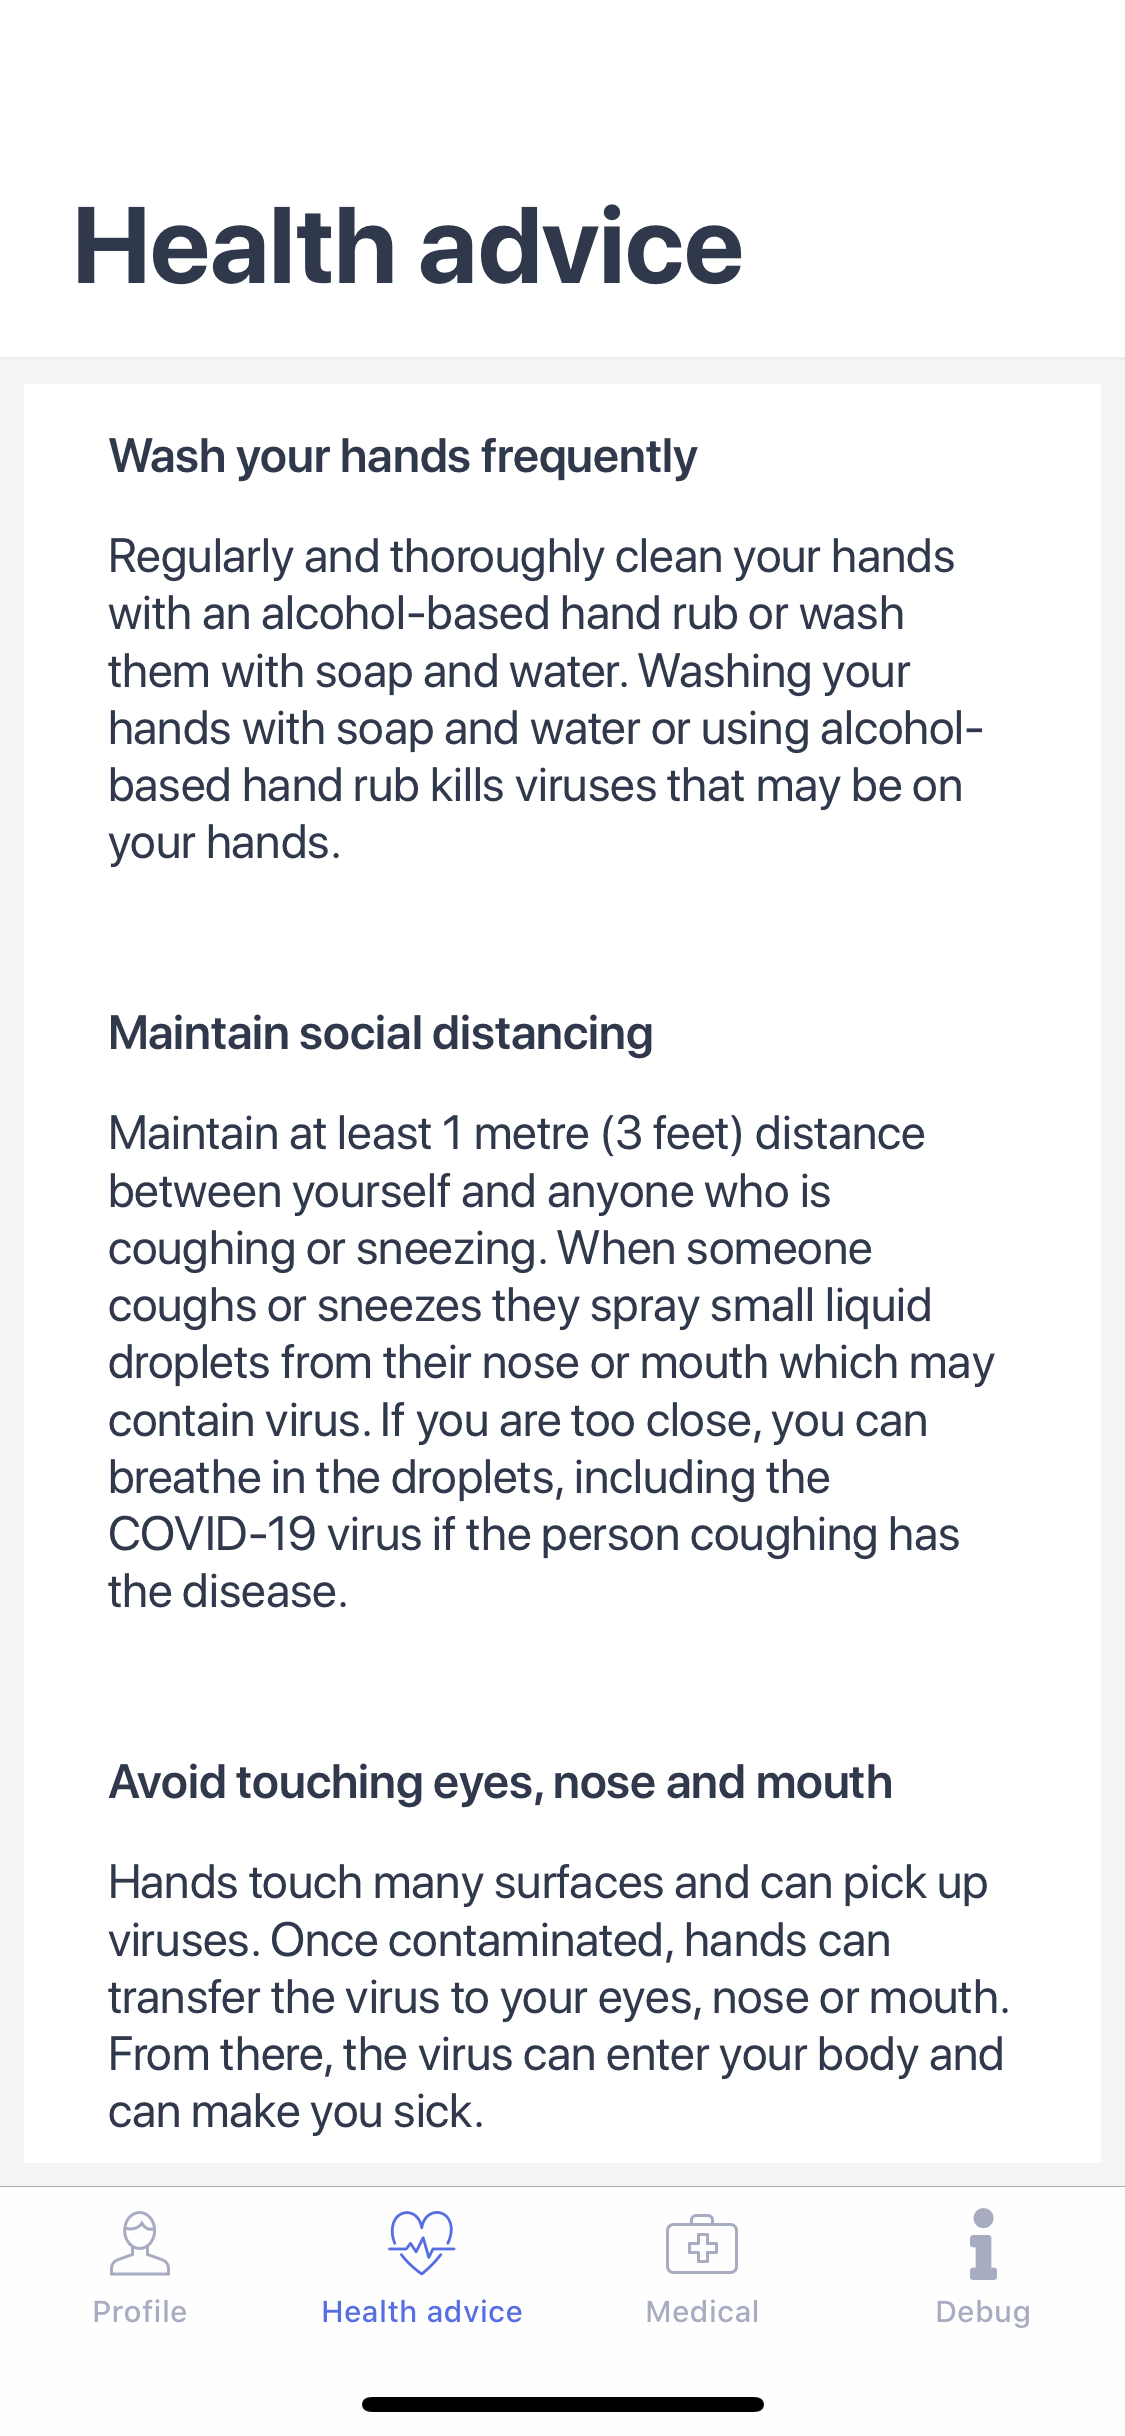 Health advice
Wash your hands frequently
Regularly and thoroughly clean your hands
with an alcohol-based hand rub or wash
them with soap and water. Washing your
hands with soap and water or using alcohol-
based hand rub kills viruses that may be on
your hands.
Maintain social distancing
Maintain at least 1 metre (3 feet) distance
between yourself and anyone who is
coughing or sneezing. When someone
coughs or sneezes they spray small liquid
droplets from their nose or mouth which may
contain virus. If you are too close, you can
breathe in the droplets, including the
COVID-19 virus if the person coughing has
the disease.
Avoid touching eyes, nose and mouth
Hands touch many surfaces and can pick up
viruses. Once contaminated, hands can
transfer the virus to your eyes, nose or mouth.
From there, the virus can enter your body and
can make you sick.
Profile
Health advice
Medical
Debug